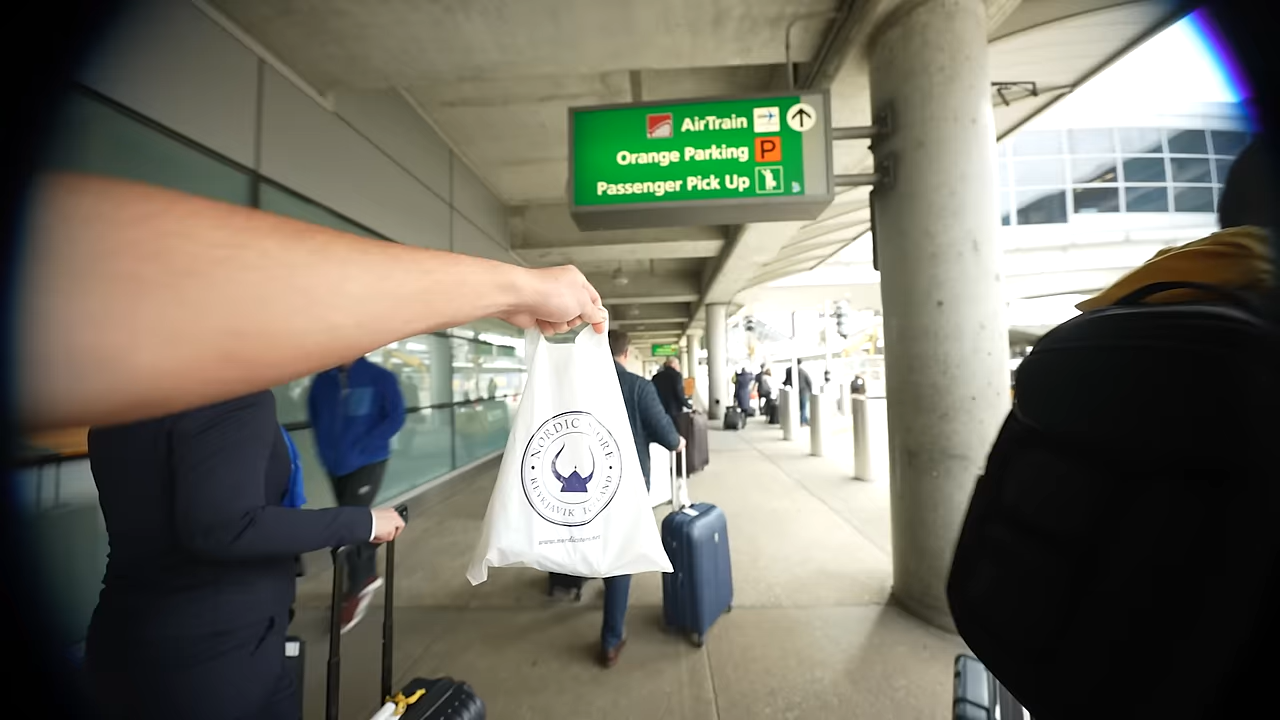 AirTrain
Orange Parking P
Passenger Pick Up
NORDIC STORE
REYKJAVIK ICELAND